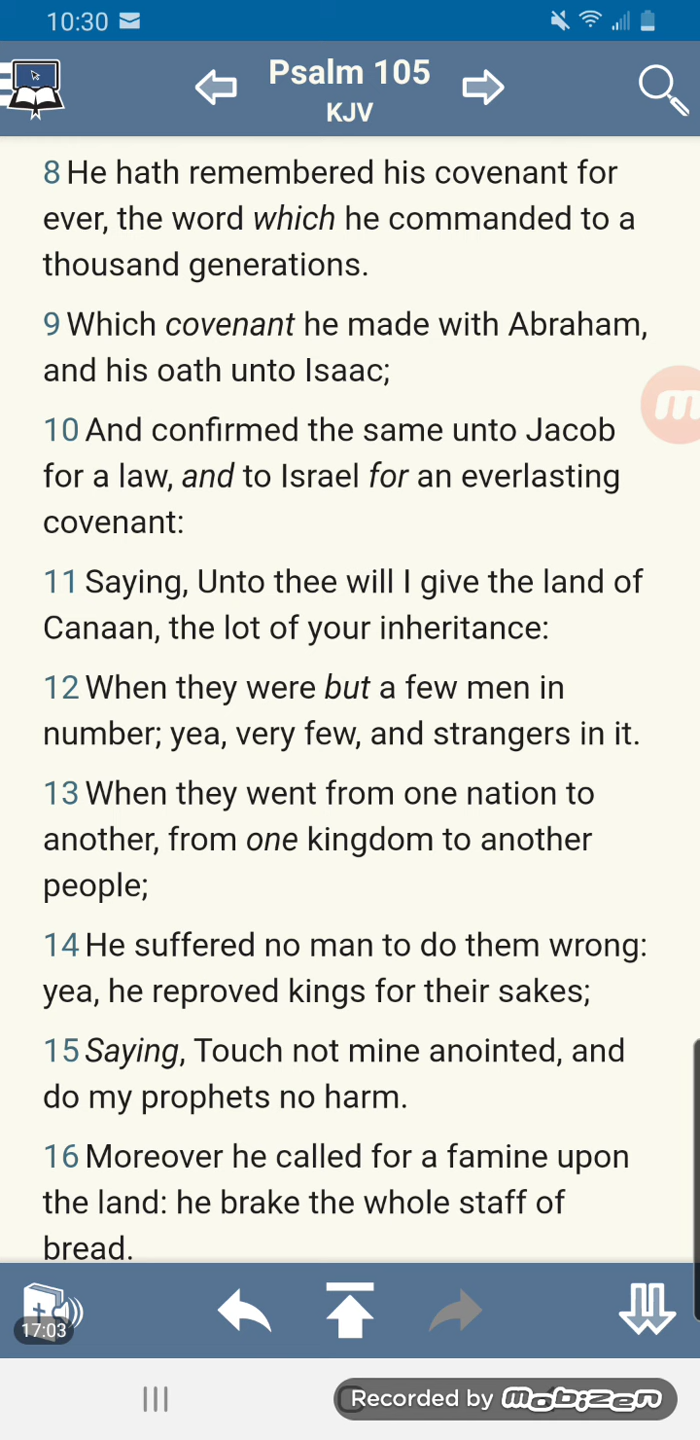 10:30
Psalm 105
KJV
8 He hath remembered his covenant for
ever, the word which he commanded to a
thousand generations.
9 Which covenant he made with Abraham,
and his oath unto Isaac;
10 And confirmed the same unto Jacob
for a law, and to Israel for an everlasting
covenant:
11 Saying, Unto thee will I give the land of
Canaan, the lot of your inheritance:
12 When they were but a few men in
number; yea, very few, and strangers in it.
13 When they went from one nation to
another, from one kingdom to another
people;
14 He suffered no man to do them wrong:
yea, he reproved kings for their sakes;
15 Saying, Touch not mine anointed, and
do my prophets no harm.
16 Moreover he called for a famine upon
the land: he brake the whole staff of
bread.
17:03
Recorded by mobizen